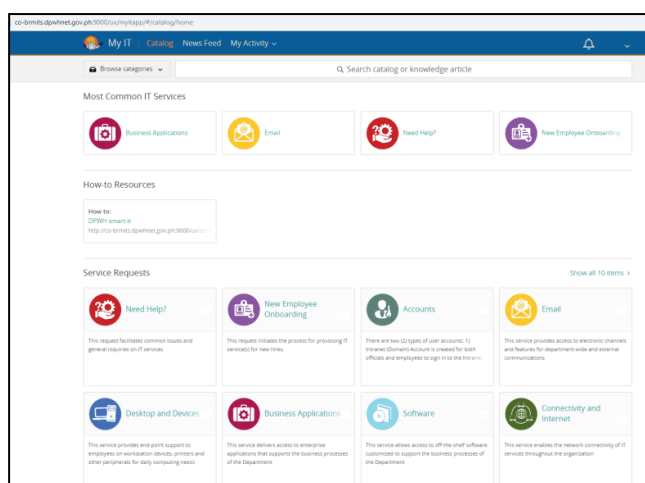 co-brmits.dpwhnet.gov.ph:9000/ux/myitapp/#/catalog/home
My IT Catalog News Feed My Activity
Browse categories Search catalog or knowledge article
Most Common IT Services
Business Applications Email Need Help? New Employee Onboarding
How-to Resources
How to:
DPWH smart-it
http://co-brmits.dpwhnet.gov.ph:9000/
Service Requests Show all 10 items
Need Help?
This request facilitates common issues and
general inquiries on IT services
New Employee
Onboarding
This request initiates the process for provisioning IT
service(s) for new hires.
Accounts
There are two (2) types of user accounts: 1)
Intranet (Domain) Account is created for both
officials and employees to sign in to the Intranet
Email
This service provides access to electronic channels
and features for department-wide and external
communications
Desktop and Devices
This service provides end-point support to
employees on workstation devices, printers and
other peripherals for daily computing needs
Business Applications
This service delivers access to enterprise
applications that supports the business processes
of the Department
Software
This service allows access to off-the-shelf software
customized to support the business processes of
the Department
Connectivity and
Internet
This service enables the network connectivity of IT
services throughout the organization